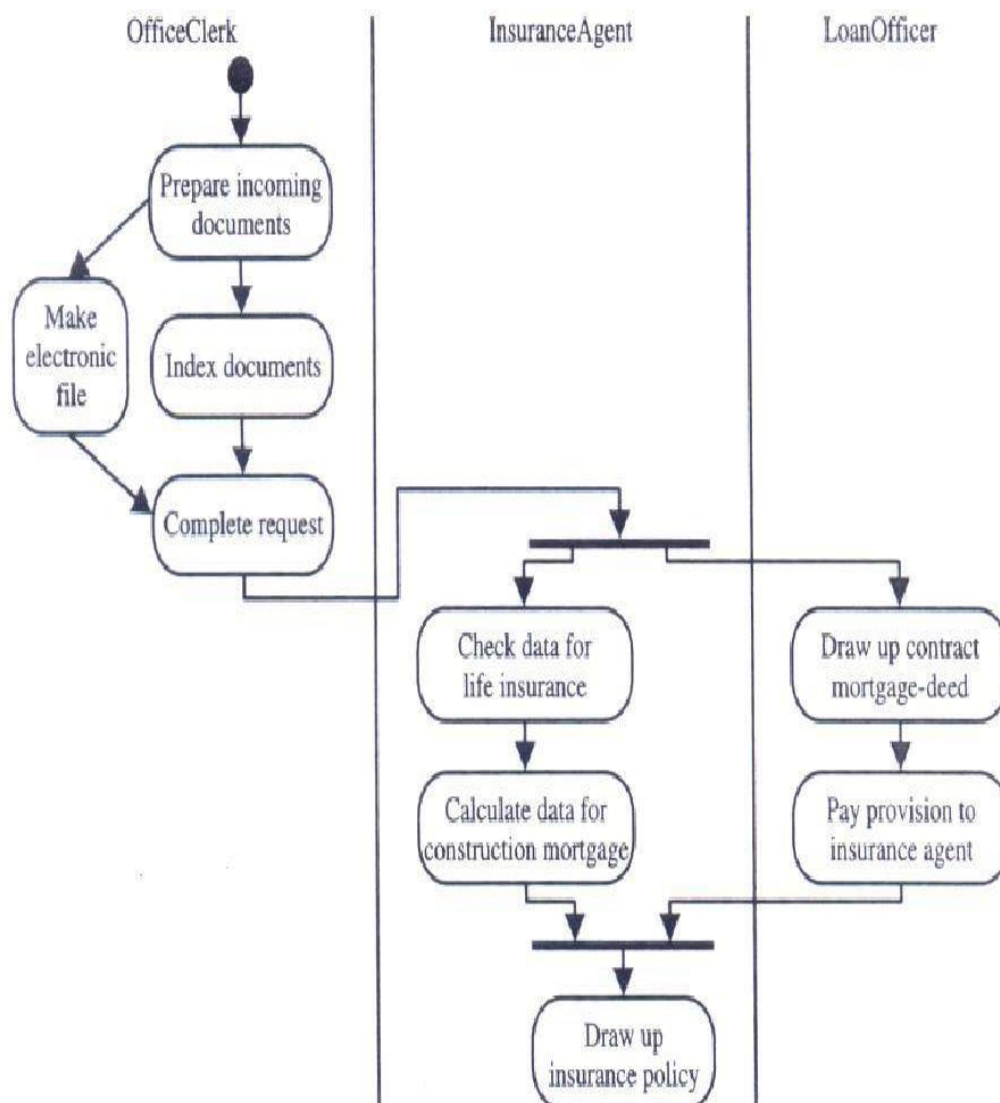 OfficeClerk
InsuranceAgent
LoanOfficer
Prepare incoming
documents
Make
electronic
file
Index documents
Complete request
Check data for
life insurance
Draw up contract
mortgage-deed
Calculate data for
construction mortgage
Pay provision to
insurance agent
Draw up
insurance policy